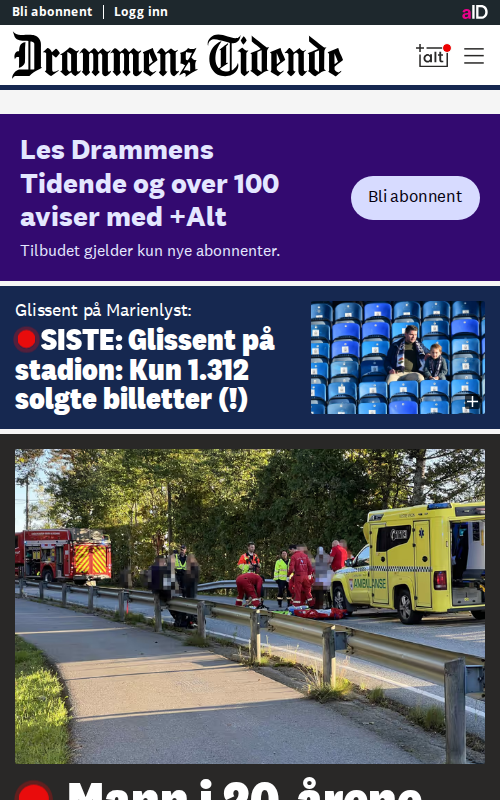 Bli abonnent
Logg inn
aID
Drammens Tidende
+alt
Les Drammens
Tidende og over 100
aviser med +Alt
Bli abonnent
Tilbudet gjelder kun nye abonnenter.
Glissent på Marienlyst:
SISTE: Glissent på
stadion: Kun 1.312
solgte billetter (!)
AMBULANSE
Mann i 20-årene